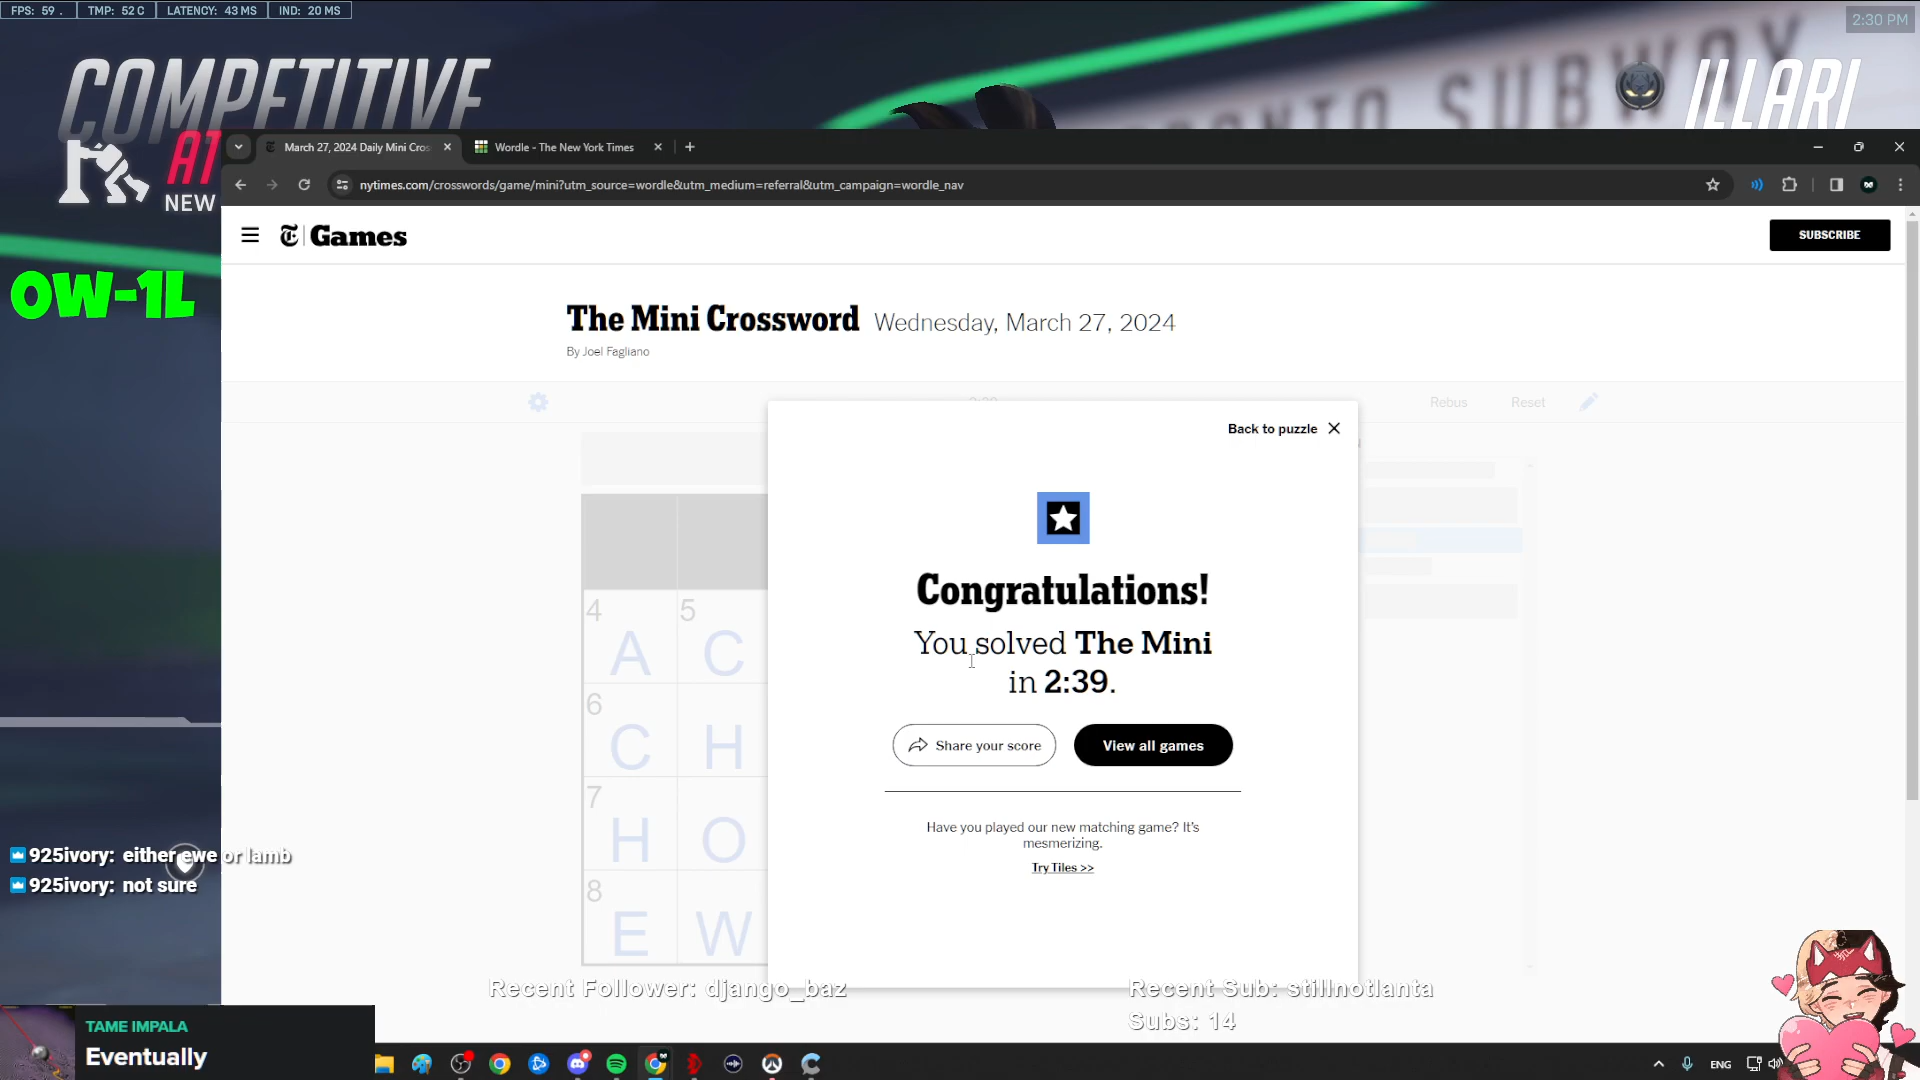 FPS: 59 . TMP: 52 C LATENCY: 43 MS IND: 20 MS
2:30 PM
COMPETITIVE
TORONTO SUBWAY
ILLARI
NEW
March 27, 2024 Daily Mini Cros
Wordle - The New York Times
nytimes.com/crosswords/game/mini?utm_source=wordle&utm_medium=referral&utm_campaign=wordle_nav
Games
SUBSCRIBE
OW-1L
The Mini Crossword Wednesday, March 27, 2024
By Joel Fagliano
2:39
Rebus Reset
Back to puzzle
4 A 5 C
6 C H
7 H O
8 E W
Congratulations!
You solved The Mini
in 2:39.
Share your score
View all games
Have you played our new matching game? It's
mesmerizing.
Try Tiles >>
925ivory: either ewe or lamb
925ivory: not sure
Recent Follower: django_baz
Recent Sub: stillnotlanta
Subs: 14
TAME IMPALA
Eventually
ENG